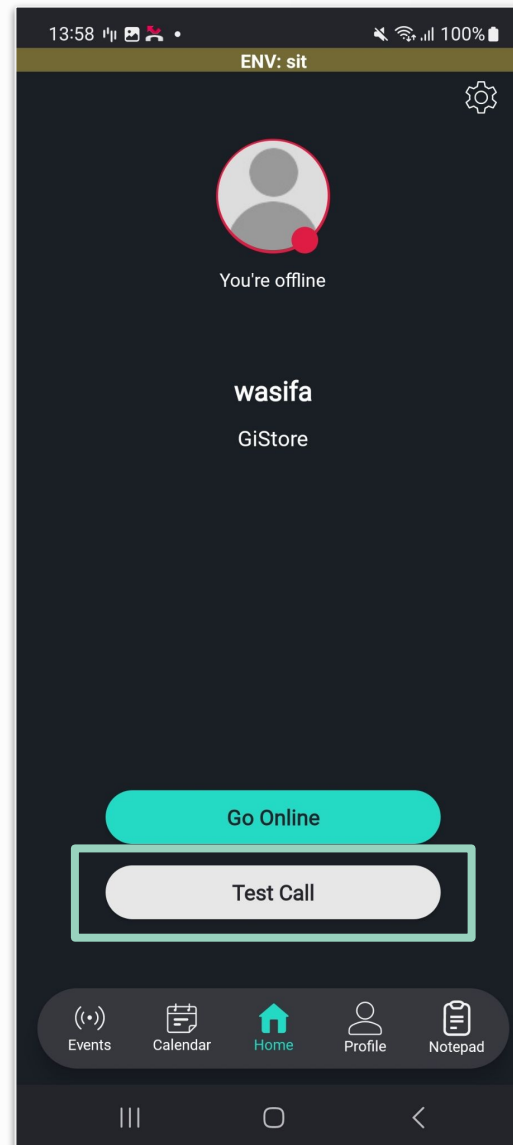 13:58 100%
ENV: sit
You're offline
wasifa
GiStore
Go Online
Test Call
Events Calendar Home Profile Notepad